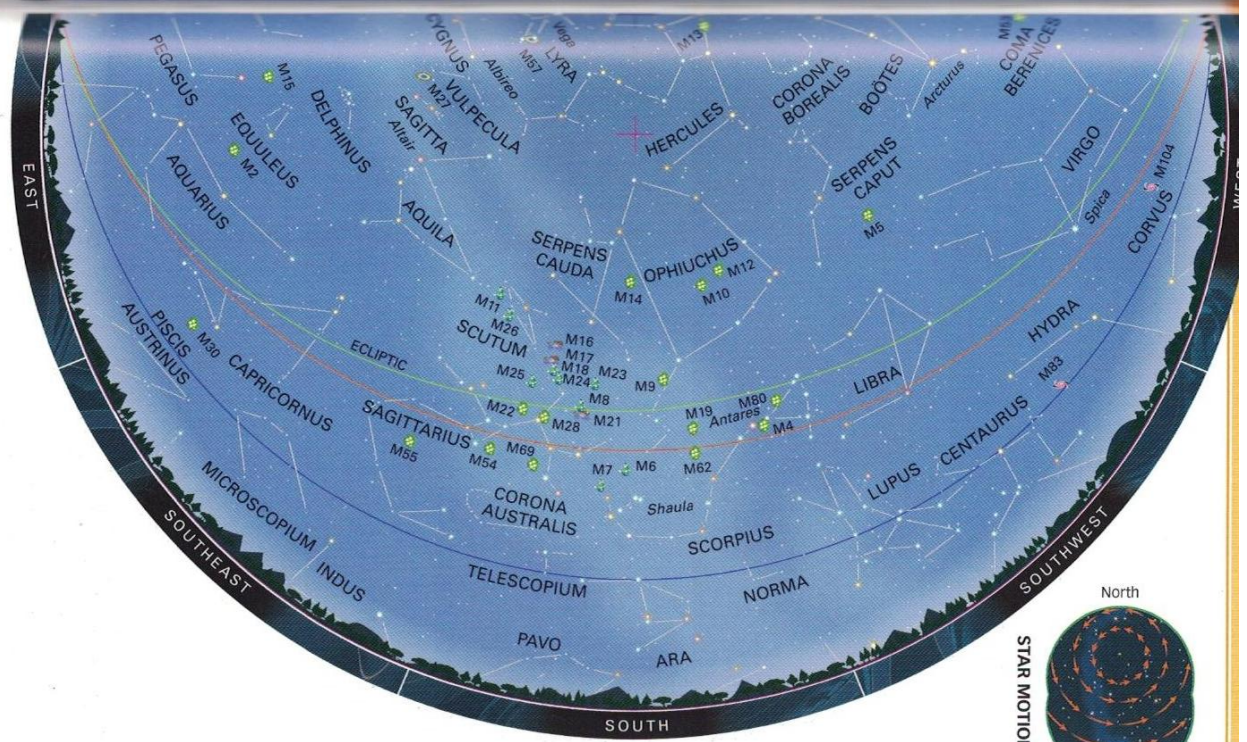 PEGASUS
M15
DELPHINUS
EQUULEUS
M2
AQUARIUS
CYGNUS
Albireo
Vega
LYRA
M57
M27
VULPECULA
SAGITTA
Altair
AQUILA
M13
HERCULES
CORONA
BOREALIS
BOÖTES
Arcturus
COMA
BERENICES
VIRGO
M104
CORVUS
Spica
SERPENS
CAPUT
M5
SERPENS
CAUDA
OPHIUCHUS
M12
M10
M14
M11
M26
SCUTUM
M16
M17
M18
M24
M23
M25
M8
M9
M22
M28
M21
M19
Antares
M80
M4
LIBRA
HYDRA
M83
ECLIPTIC
PISCIS
AUSTRINUS
M30
CAPRICORNUS
SAGITTARIUS
M55
M54
M69
M7
M6
M62
CORONA
AUSTRALIS
Shaula
SCORPIUS
LUPUS
CENTAURUS
MICROSCOPIUM
INDUS
TELESCOPIUM
NORMA
PAVO
ARA
EAST
SOUTHEAST
SOUTH
SOUTHWEST
North